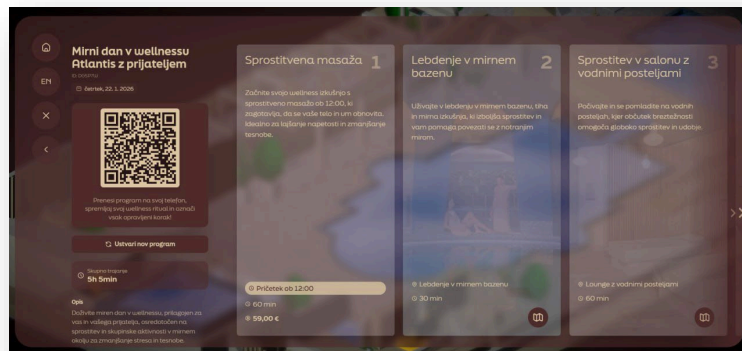 Mirni dan v wellnessu
Atlantis z prijateljem
četrtek, 22. 1. 2026
EN
Prenesi program na svoj telefon,
spremljaj svoj wellness ritual in označi
vsak opravljeni korak!
Ustvari nov program
Skupno trajanje
5h 5min
Opis
Doživite miren dan v wellnessu, prilagojen za
vas in vašega prijatelja, osredotočen na
sprostitev in skupinske aktivnosti v mirnem
okolju za zmanjšanje stresa in tesnobe.
Sprostitvena masaža 1
Začnite svojo wellness izkušnjo s
sprostitveno masažo ob 12:00, ki
zagotavlja, da se vaše telo in um obnovita.
Idealno za lajšanje napetosti in zmanjšanje
tesnobe.
Pričetek ob 12:00
60 min
59,00 €
Lebdenje v mirnem 2
bazenu
Uživajte v lebdenju v mirnem bazenu, tiha
in mirna izkušnja, ki izboljša sprostitev in
vam pomaga povezati se z notranjim
mirom.
Lebdenje v mirnem bazenu
30 min
Sprostitev v salonu z 3
vodnimi posteljami
Počivajte in se pomladite na vodnih
posteljah, kjer občutek breztežnosti
omogoča globoko sprostitev in udobje.
Lounge z vodnimi posteljami
60 min